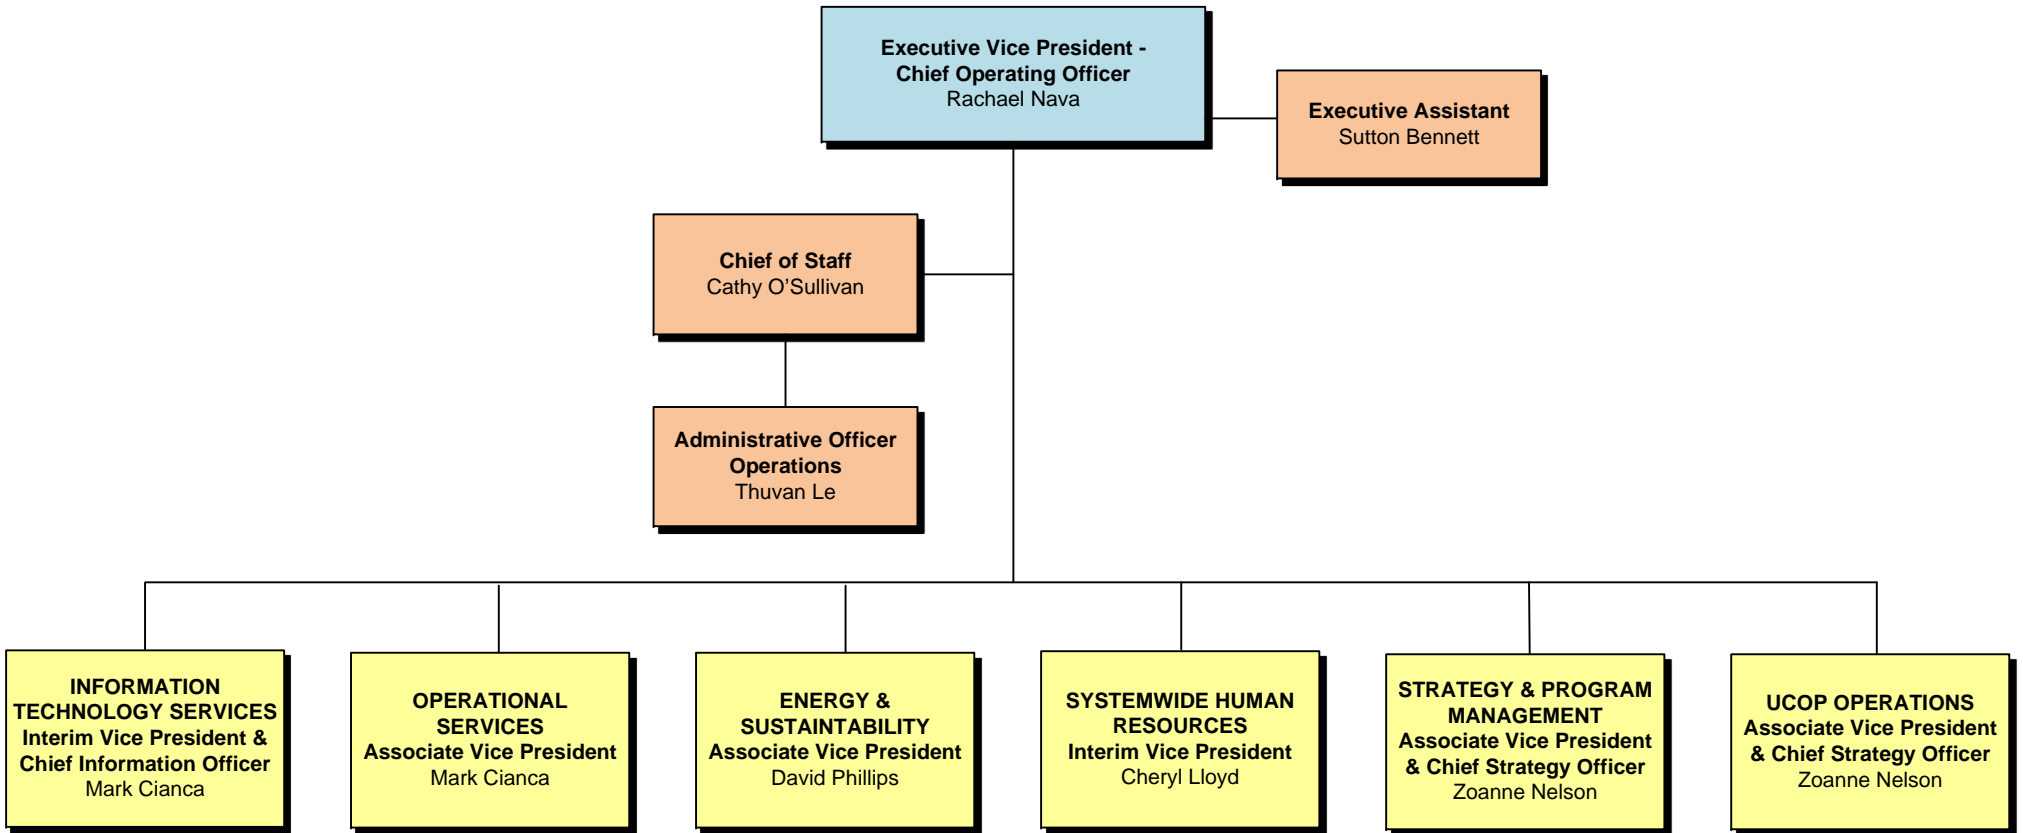 Executive Vice President -
Chief Operating Officer
Rachael Nava
Executive Assistant
Sutton Bennett
Chief of Staff
Cathy O’Sullivan
Administrative Officer
Operations
Thuvan Le
INFORMATION
TECHNOLOGY SERVICES
Interim Vice President &
Chief Information Officer
Mark Cianca
OPERATIONAL
SERVICES
Associate Vice President
Mark Cianca
ENERGY &
SUSTAINTABILITY
Associate Vice President
David Phillips
SYSTEMWIDE HUMAN
RESOURCES
Interim Vice President
Cheryl Lloyd
STRATEGY & PROGRAM
MANAGEMENT
Associate Vice President
& Chief Strategy Officer
Zoanne Nelson
UCOP OPERATIONS
Associate Vice President
& Chief Strategy Officer
Zoanne Nelson